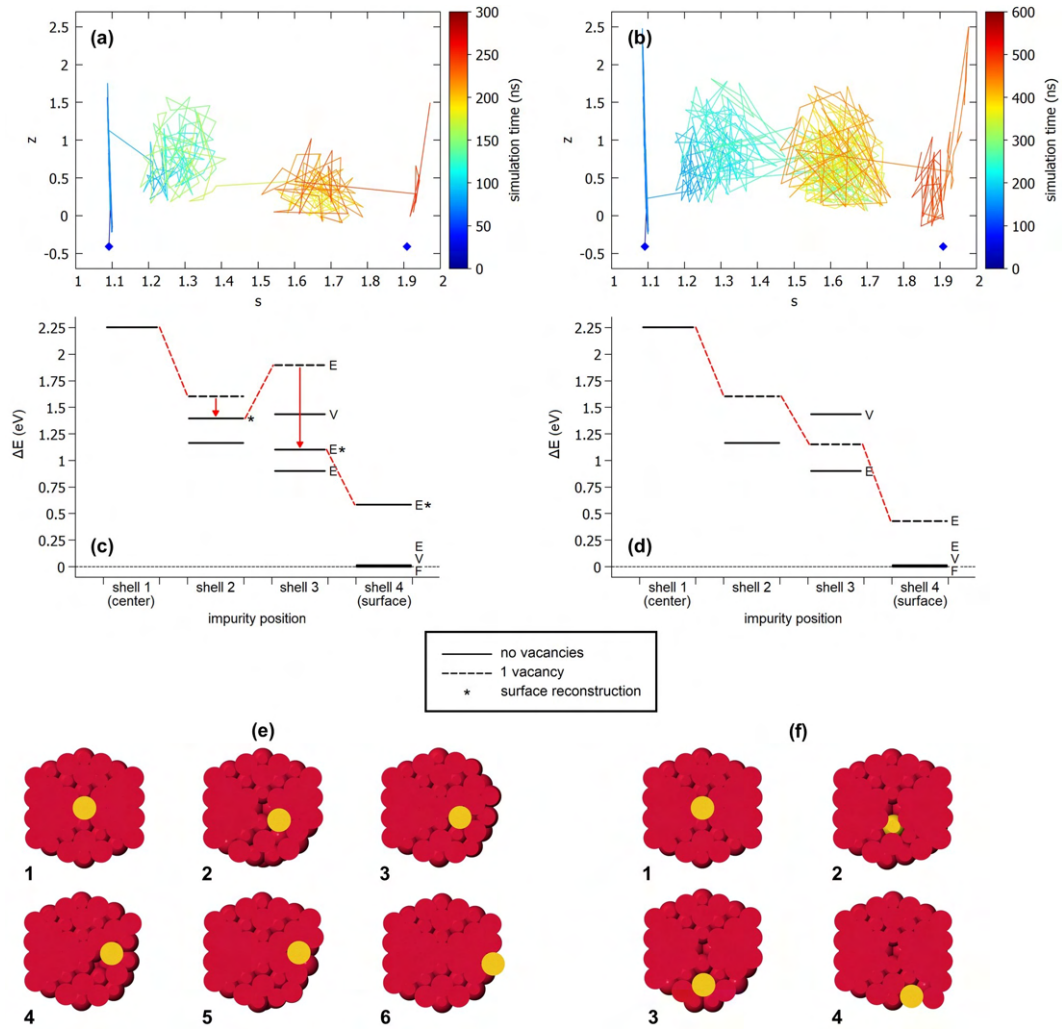 (a)
z
2.5
2
1.5
1
0.5
0
-0.5
1 1.1 1.2 1.3 1.4 1.5 1.6 1.7 1.8 1.9 2
s
300
250
200
150
100
50
0
simulation time (ns)
(b)
z
2.5
2
1.5
1
0.5
0
-0.5
1 1.1 1.2 1.3 1.4 1.5 1.6 1.7 1.8 1.9 2
s
600
500
400
300
200
100
0
simulation time (ns)
ΔE (eV)
2.25
2
1.75
1.5
1.25
1
0.75
0.5
0.25
0
*
E
V
E*
E
E*
E
V
F
(c)
shell 1 shell 2 shell 3 shell 4
(center) (surface)
impurity position
ΔE (eV)
2.25
2
1.75
1.5
1.25
1
0.75
0.5
0.25
0
V
E
E
E
V
F
(d)
shell 1 shell 2 shell 3 shell 4
(center) (surface)
impurity position
no vacancies
1 vacancy
* surface reconstruction
(e)
1 2 3
4 5 6
(f)
1 2
3 4